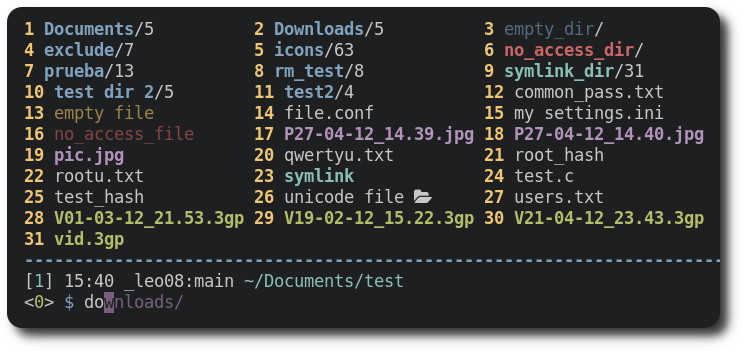 1 Documents/5 2 Downloads/5 3 empty_dir/
4 exclude/7 5 icons/63 6 no_access_dir/
7 prueba/13 8 rm_test/8 9 symlink_dir/31
10 test dir 2/5 11 test2/4 12 common_pass.txt
13 empty file 14 file.conf 15 my settings.ini
16 no_access_file 17 P27-04-12_14.39.jpg 18 P27-04-12_14.40.jpg
19 pic.jpg 20 qwertyu.txt 21 root_hash
22 rootu.txt 23 symlink 24 test.c
25 test_hash 26 unicode file 27 users.txt
28 V01-03-12_21.53.3gp 29 V19-02-12_15.22.3gp 30 V21-04-12_23.43.3gp
31 vid.3gp
----------------------------------------------------------------------
[1] 15:40 _leo08:main ~/Documents/test
<0> $ downloads/